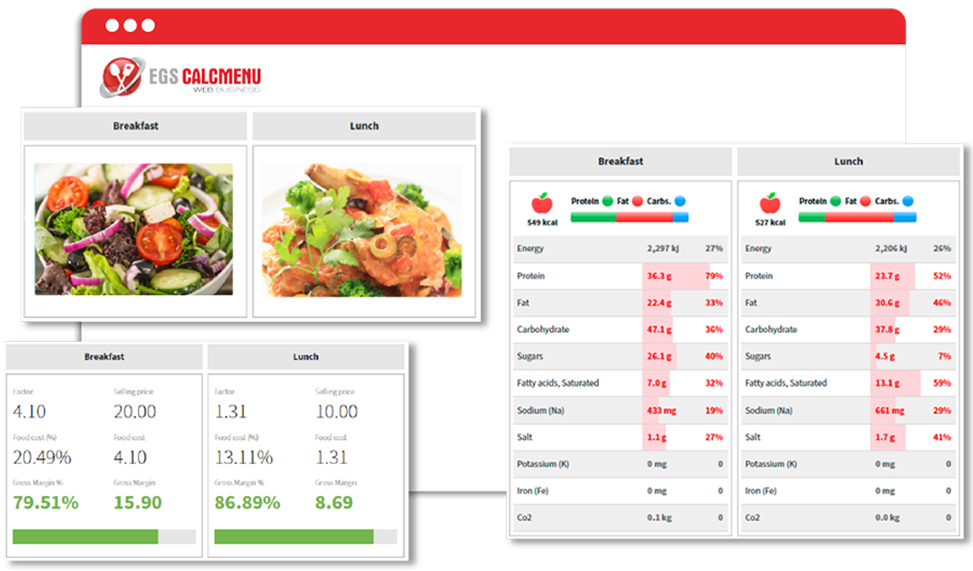 EGS CALCMENU
WEB BUSINESS
Breakfast Lunch
Breakfast Lunch
Protein Fat Carbs. Protein Fat Carbs.
549 kcal 527 kcal
Energy 2,297 kj 27% Energy 2,206 kj 26%
Protein 36.3 g 79% Protein 23.7 g 52%
Fat 22.4 g 33% Fat 30.6 g 46%
Carbohydrate 47.1 g 36% Carbohydrate 37.8 g 29%
Sugars 26.1 g 40% Sugars 4.5 g 7%
Fatty acids, Saturated 7.0 g 32% Fatty acids, Saturated 13.1 g 59%
Sodium (Na) 433 mg 19% Sodium (Na) 661 mg 29%
Salt 1.1 g 27% Salt 1.7 g 41%
Potassium (K) 0 mg 0 Potassium (K) 0 mg 0
Iron (Fe) 0 mg 0 Iron (Fe) 0 mg 0
Co2 0.1 kg 0 Co2 0.0 kg 0
Breakfast Lunch
Factor Selling price Factor Selling price
4.10 20.00 1.31 10.00
Food cost (%) Food cost Food cost (%) Food cost
20.49% 4.10 13.11% 1.31
Gross Margin % Gross Margin Gross Margin % Gross Margin
79.51% 15.90 86.89% 8.69